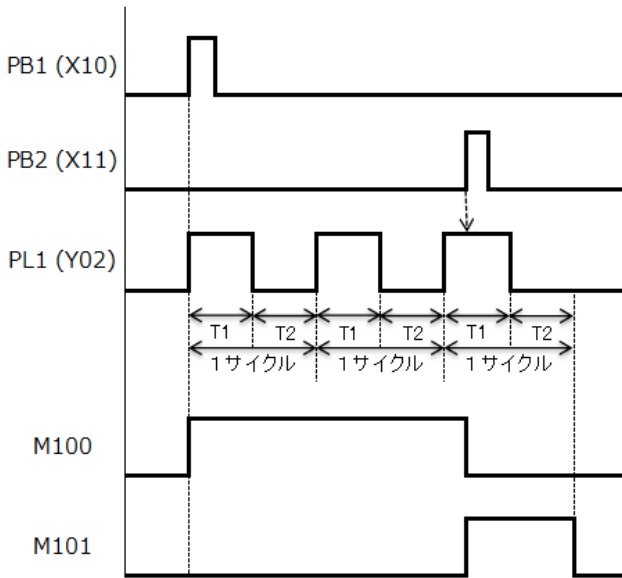 PB1 (X10)
PB2 (X11)
PL1 (Y02)
T1 T2 T1 T2 T1 T2
1サイクル 1サイクル 1サイクル
M100
M101